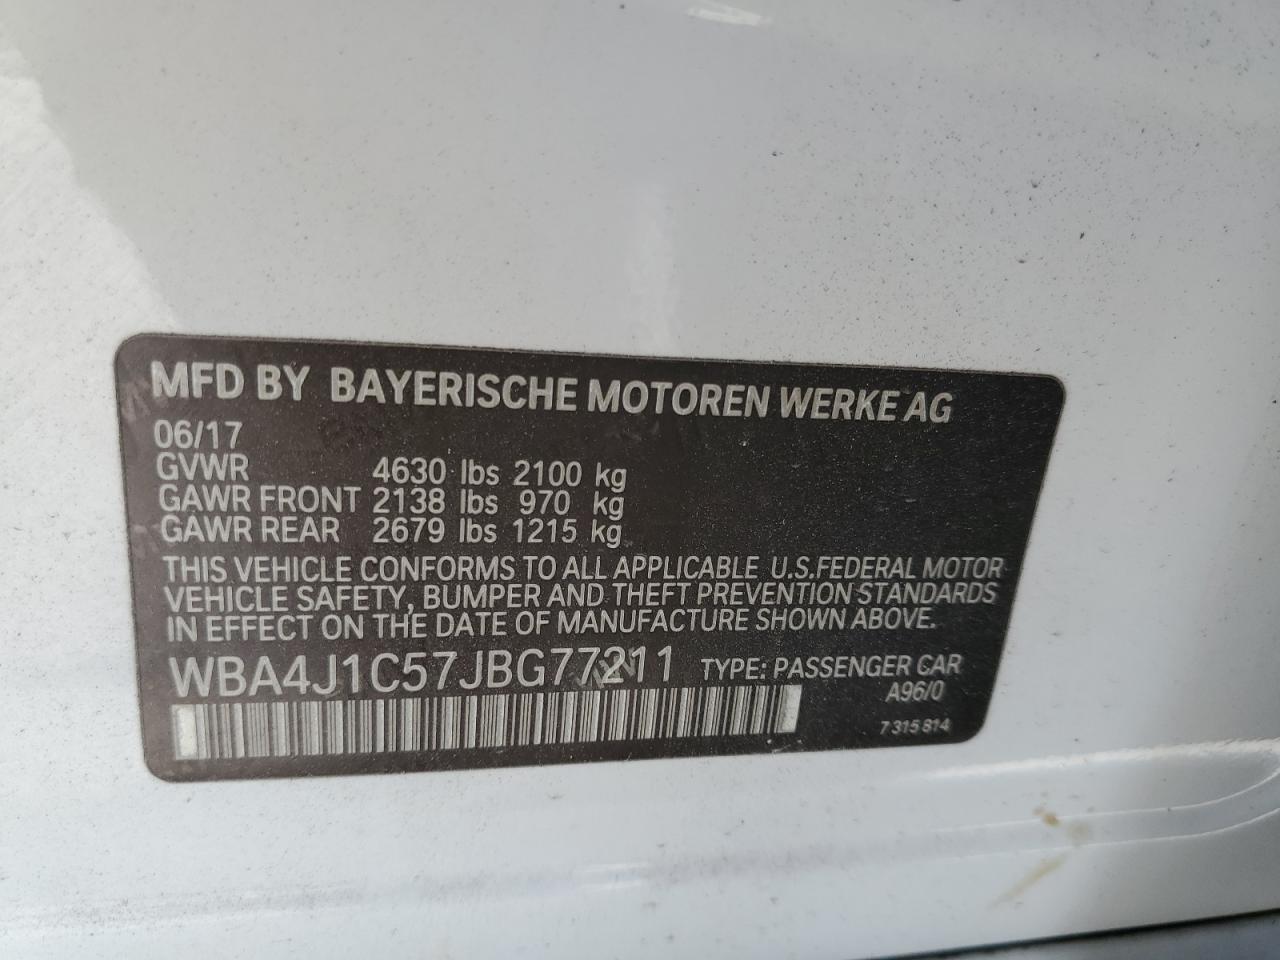 MFD BY BAYERISCHE MOTOREN WERKE AG
06/17
GVWR 4630 lbs 2100 kg
GAWR FRONT 2138 lbs 970 kg
GAWR REAR 2679 lbs 1215 kg
THIS VEHICLE CONFORMS TO ALL APPLICABLE U.S.FEDERAL MOTOR
VEHICLE SAFETY, BUMPER AND THEFT PREVENTION STANDARDS
IN EFFECT ON THE DATE OF MANUFACTURE SHOWN ABOVE.
WBA4J1C57JBG77211 TYPE: PASSENGER CAR
A96/0
7 315 814